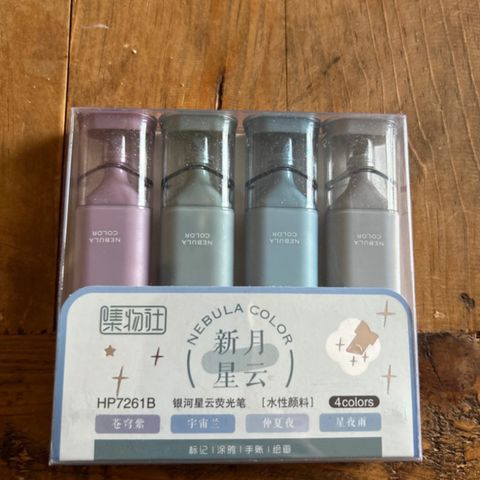 NEBULA
COLOR
NEBULA
COLOR
NEBULA
COLOR
NEBULA
COLOR
集物社
NEBULA COLOR
新月
星云
HP7261B 银河星云荧光笔 [水性颜料] 4colors
苍穹紫 宇宙兰 仲夏夜 星夜雨
标记|涂鸦|手账|绘画